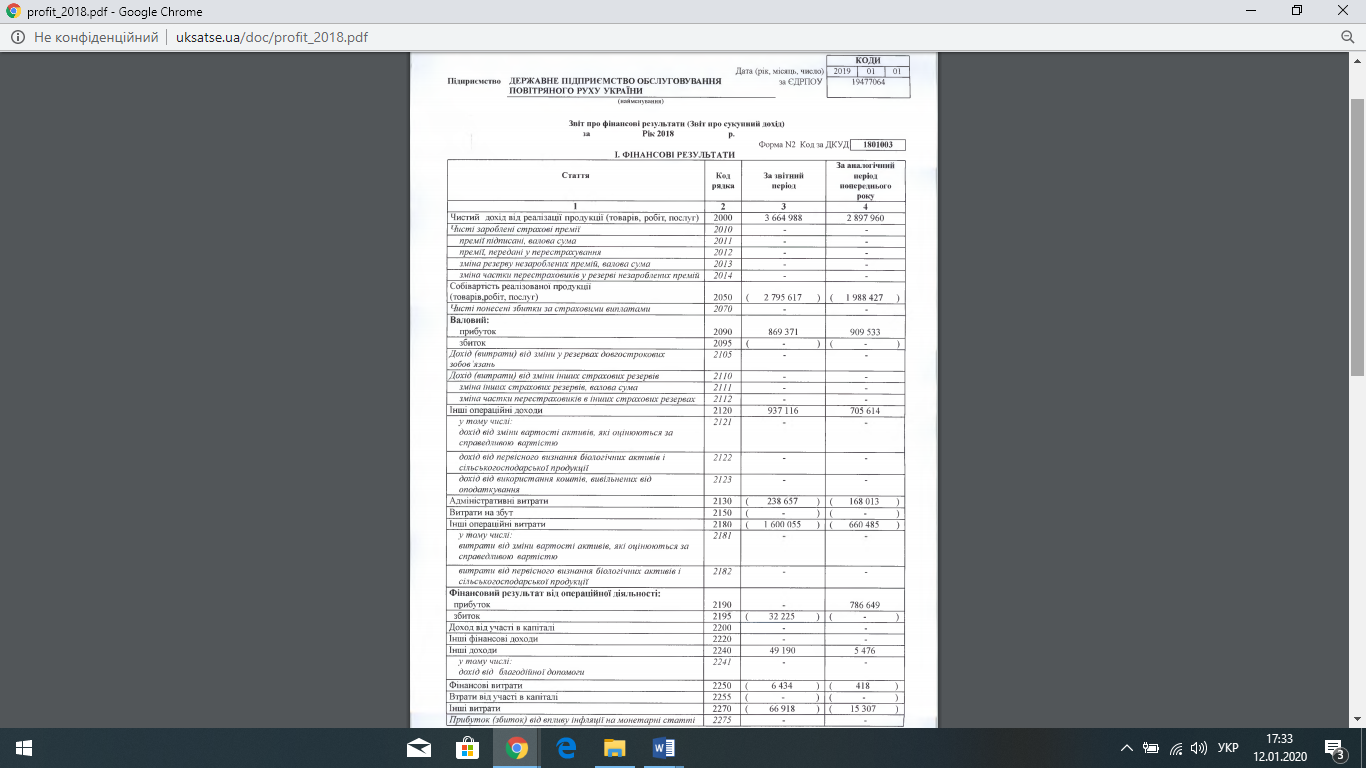 profit_2018.pdf - Google Chrome
Не конфіденційний | uksatse.ua/doc/profit_2018.pdf
КОДИ
Дата (рік, місяць, число) 2019 01 01
Підприємство ДЕРЖАВНЕ ПІДПРИЄМСТВО ОБСЛУГОВУВАННЯ за ЄДРПОУ 19477064
ПОВІТРЯНОГО РУХУ УКРАЇНИ
(найменування)
Звіт про фінансові результати (Звіт про сукупний дохід)
за Рік 2018 р.
Форма N2 Код за ДКУД 1801003
І. ФІНАНСОВІ РЕЗУЛЬТАТИ
Стаття Код рядка За звітний період За аналогічний період попереднього року
1 2 3 4
Чистий дохід від реалізації продукції (товарів, робіт, послуг) 2000 3 664 988 2 897 960
Чисті зароблені страхові премії 2010 - -
премії підписані, валова сума 2011 - -
премії, передані у перестрахування 2012 - -
зміна резерву незароблених премій, валова сума 2013 - -
зміна частки перестраховиків у резерві незароблених премій 2014 - -
Собівартість реалізованої продукції
(товарів,робіт, послуг) 2050 ( 2 795 617 ) ( 1 988 427 )
Чисті понесені збитки за страховими виплатами 2070 - -
Валовий:
прибуток 2090 869 371 909 533
збиток 2095 ( - ) ( - )
Дохід (витрати) від зміни у резервах довгострокових 2105 - -
зобов'язань
Дохід (витрати) від зміни інших страхових резервів 2110 - -
зміна інших страхових резервів, валова сума 2111 - -
зміна частки перестраховиків в інших страхових резервах 2112 - -
Інші операційні доходи 2120 937 116 705 614
у тому числі: 2121 - -
дохід від зміни вартості активів, які оцінюються за
справедливою вартістю
дохід від первісного визнання біологічних активів і 2122 - -
сільськогосподарської продукції
дохід від використання коштів, вивільнених від 2123 - -
оподаткування
Адміністративні витрати 2130 ( 238 657 ) ( 168 013 )
Витрати на збут 2150 ( - ) ( - )
Інші операційні витрати 2180 ( 1 600 055 ) ( 660 485 )
у тому числі: 2181 - -
витрати від зміни вартості активів, які оцінюються за
справедливою вартістю
витрати від первісного визнання біологічних активів і 2182 - -
сільськогосподарської продукції
Фінансовий результат від операційної діяльності:
прибуток 2190 - 786 649
збиток 2195 ( 32 225 ) ( - )
Доход від участі в капіталі 2200 - -
Інші фінансові доходи 2220 - -
Інші доходи 2240 49 190 5 476
у тому числі: 2241 - -
дохід від благодійної допомоги
Фінансові витрати 2250 ( 6 434 ) ( 418 )
Втрати від участі в капіталі 2255 ( - ) ( - )
Інші витрати 2270 ( 66 918 ) ( 15 307 )
Прибуток (збиток) від впливу інфляції на монетарні статті 2275 - -
УКР
17:33
12.01.2020
3